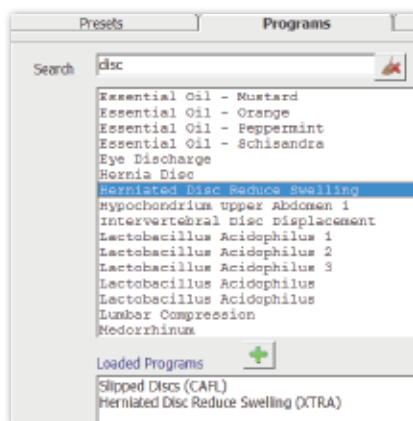 Presets
Programs
Search
disc
Essential Oil - Mustard
Essential Oil - Orange
Essential Oil - Peppermint
Essential Oil - Schisandra
Eye Discharge
Hernia Disc
Herniated Disc Reduce Swelling
Hypochondrium Upper Abdomen 1
Intervertebral Disc Displacement
Lactobacillus Acidophilus 1
Lactobacillus Acidophilus 2
Lactobacillus Acidophilus 3
Lactobacillus Acidophilus
Lactobacillus Acidophilus
Lumbar Compression
Medorrhinum
Loaded Programs
Slipped Discs (CAFL)
Herniated Disc Reduce Swelling (XTRA)